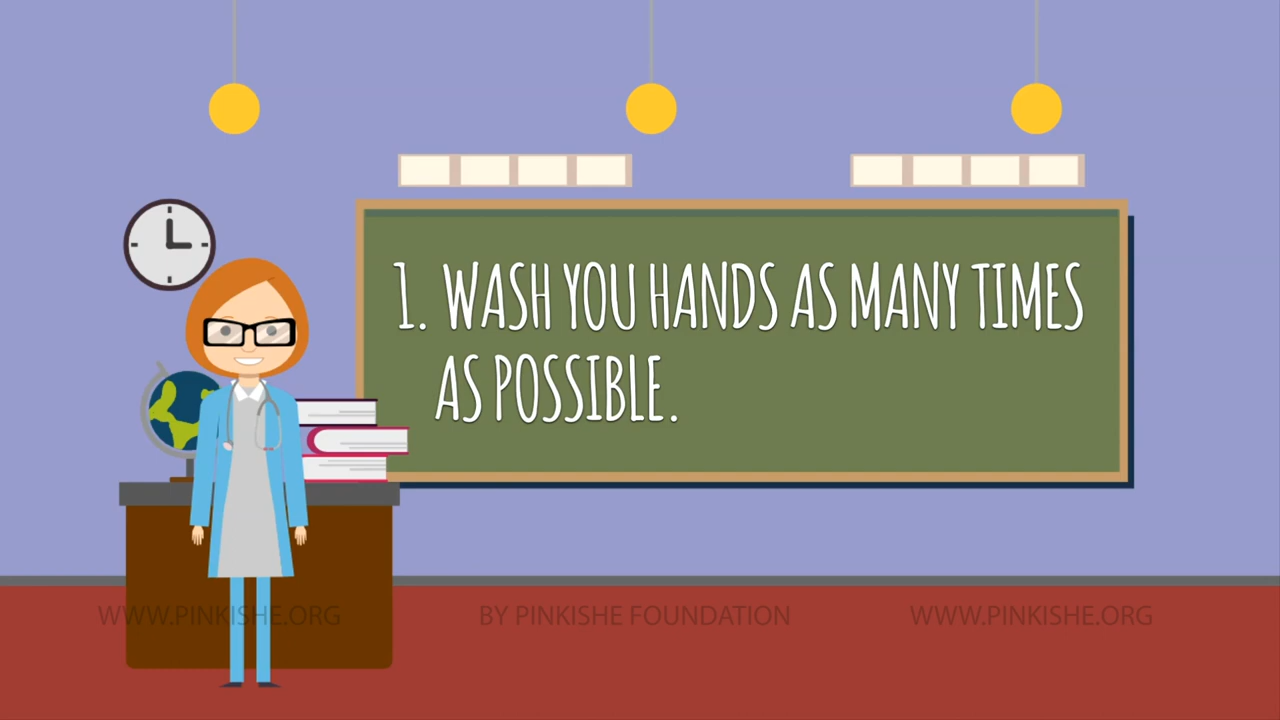 1. WASH YOU HANDS AS MANY TIMES
AS POSSIBLE.
WWW.PINKISHE.ORG BY PINKISHE FOUNDATION WWW.PINKISHE.ORG